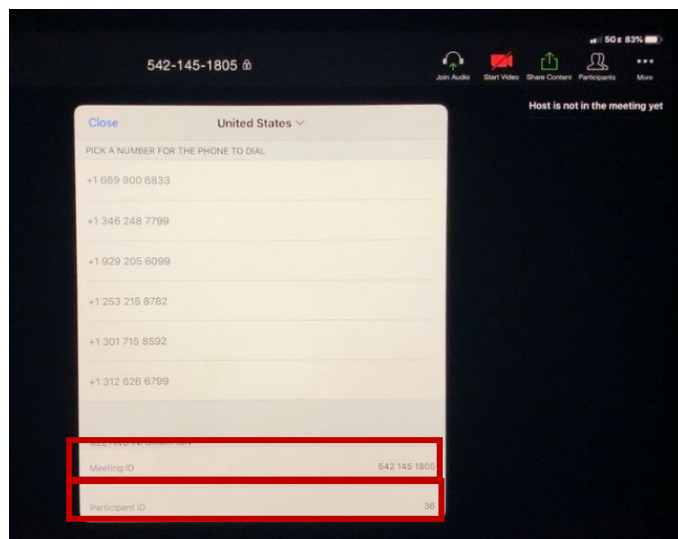 5G 83%
542-145-1805
Join Audio Start Video Share Content Participants More
Host is not in the meeting yet
Close United States
PICK A NUMBER FOR THE PHONE TO DIAL
+1 669 900 6833
+1 346 248 7799
+1 929 205 6099
+1 253 215 8782
+1 301 715 8592
+1 312 626 6799
MEETING INFORMATION
Meeting ID 542 145 1805
Participant ID 36